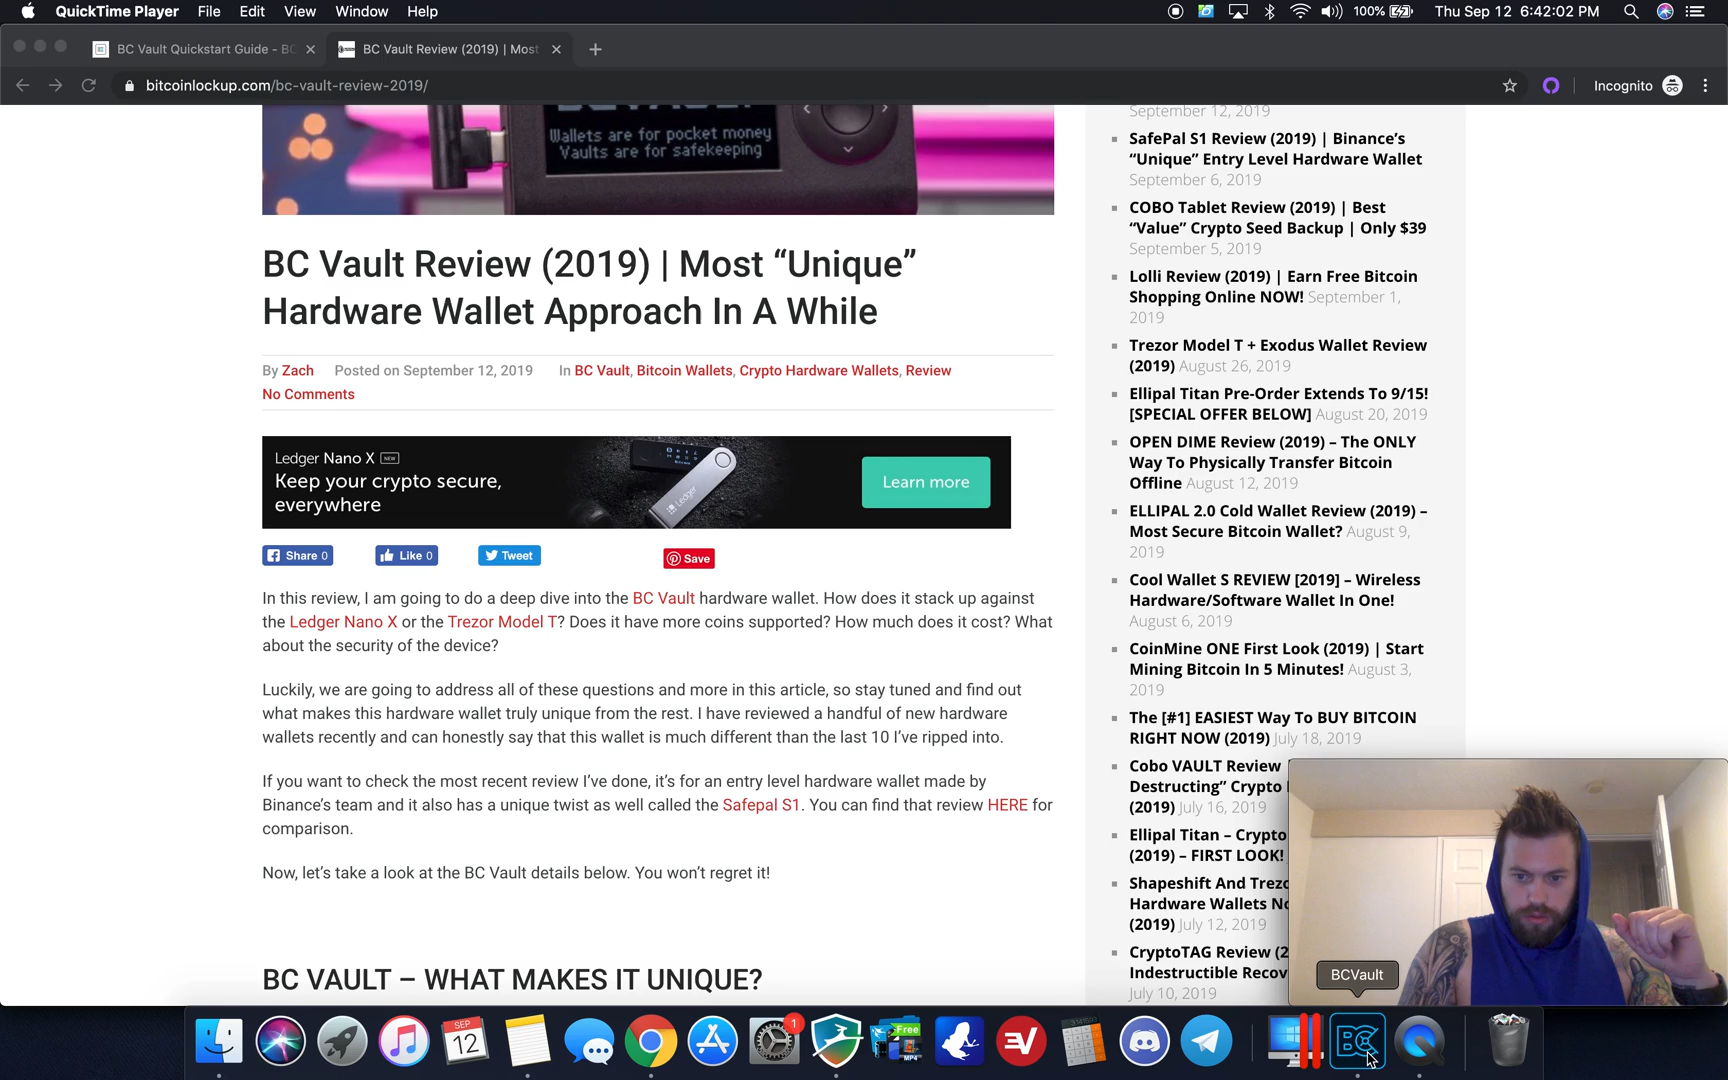 QuickTime Player File Edit View Window Help 100% Thu Sep 12 6:42:02 PM
BC Vault Quickstart Guide - BC BC Vault Review (2019) | Most
bitcoinlockup.com/bc-vault-review-2019/ Incognito
Wallets are for pocket money
Vaults are for safekeeping
BC Vault Review (2019) | Most “Unique”
Hardware Wallet Approach In A While
By Zach Posted on September 12, 2019 In BC Vault, Bitcoin Wallets, Crypto Hardware Wallets, Review
No Comments
Ledger Nano X NEW
Keep your crypto secure,
everywhere
Learn more
Ledger
Share 0 Like 0 Tweet Save
In this review, I am going to do a deep dive into the BC Vault hardware wallet. How does it stack up against
the Ledger Nano X or the Trezor Model T? Does it have more coins supported? How much does it cost? What
about the security of the device?
Luckily, we are going to address all of these questions and more in this article, so stay tuned and find out
what makes this hardware wallet truly unique from the rest. I have reviewed a handful of new hardware
wallets recently and can honestly say that this wallet is much different than the last 10 I’ve ripped into.
If you want to check the most recent review I’ve done, it’s for an entry level hardware wallet made by
Binance’s team and it also has a unique twist as well called the Safepal S1. You can find that review HERE for
comparison.
Now, let’s take a look at the BC Vault details below. You won’t regret it!
BC VAULT – WHAT MAKES IT UNIQUE?
September 12, 2019
SafePal S1 Review (2019) | Binance’s
“Unique” Entry Level Hardware Wallet
September 6, 2019
COBO Tablet Review (2019) | Best
“Value” Crypto Seed Backup | Only $39
September 5, 2019
Lolli Review (2019) | Earn Free Bitcoin
Shopping Online NOW! September 1,
2019
Trezor Model T + Exodus Wallet Review
(2019) August 26, 2019
Ellipal Titan Pre-Order Extends To 9/15!
[SPECIAL OFFER BELOW] August 20, 2019
OPEN DIME Review (2019) – The ONLY
Way To Physically Transfer Bitcoin
Offline August 12, 2019
ELLIPAL 2.0 Cold Wallet Review (2019) –
Most Secure Bitcoin Wallet? August 9,
2019
Cool Wallet S REVIEW [2019] – Wireless
Hardware/Software Wallet In One!
August 6, 2019
CoinMine ONE First Look (2019) | Start
Mining Bitcoin In 5 Minutes! August 3,
2019
The [#1] EASIEST Way To BUY BITCOIN
RIGHT NOW (2019) July 18, 2019
Cobo VAULT Review
Destructing” Crypto
(2019) July 16, 2019
Ellipal Titan – Crypto
(2019) – FIRST LOOK!
Shapeshift And Trezo
Hardware Wallets No
(2019) July 12, 2019
CryptoTAG Review (2
Indestructible Recov
July 10, 2019
BCVault
SEP
12
1
Free
MP4
BC